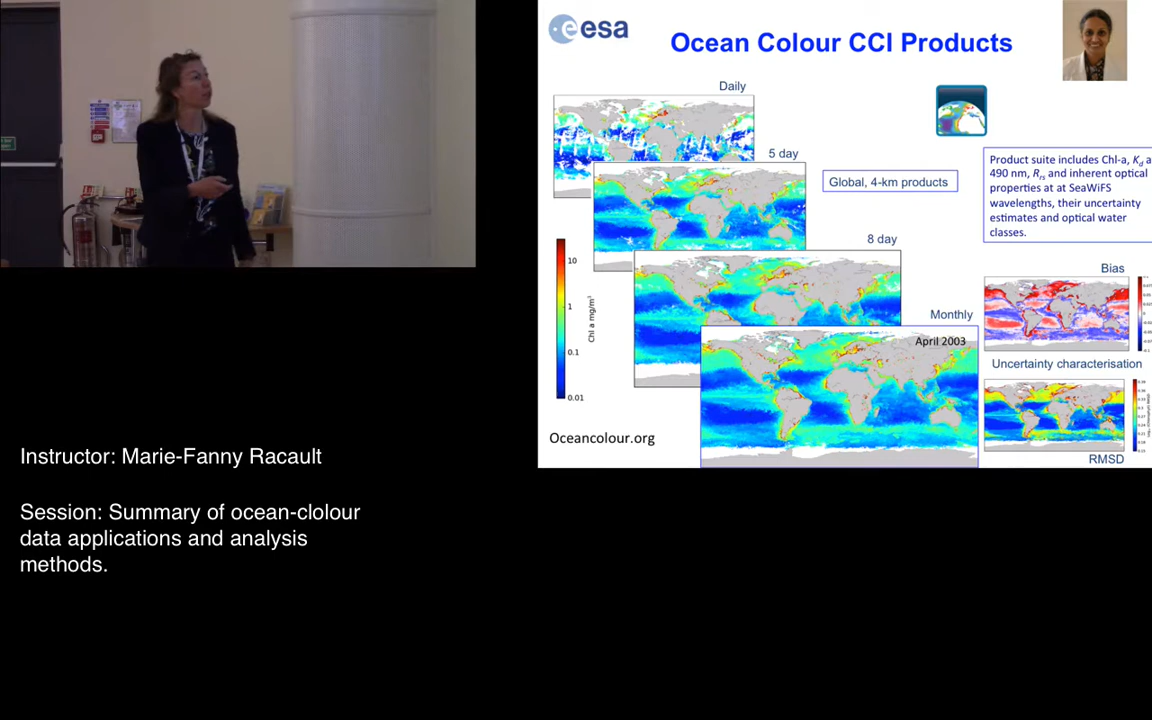 esa
Ocean Colour CCI Products
Daily
5 day
Global, 4-km products
8 day
Product suite includes Chl-a, Kd a
490 nm, Rrs and inherent optical
properties at at SeaWiFS
wavelengths, their uncertainty
estimates and optical water
classes.
10
1
0.1
0.01
Chl a mg/m³
Monthly
April 2003
Bias
Uncertainty characterisation
RMSD
Oceancolour.org
Instructor: Marie-Fanny Racault
Session: Summary of ocean-clolour
data applications and analysis
methods.